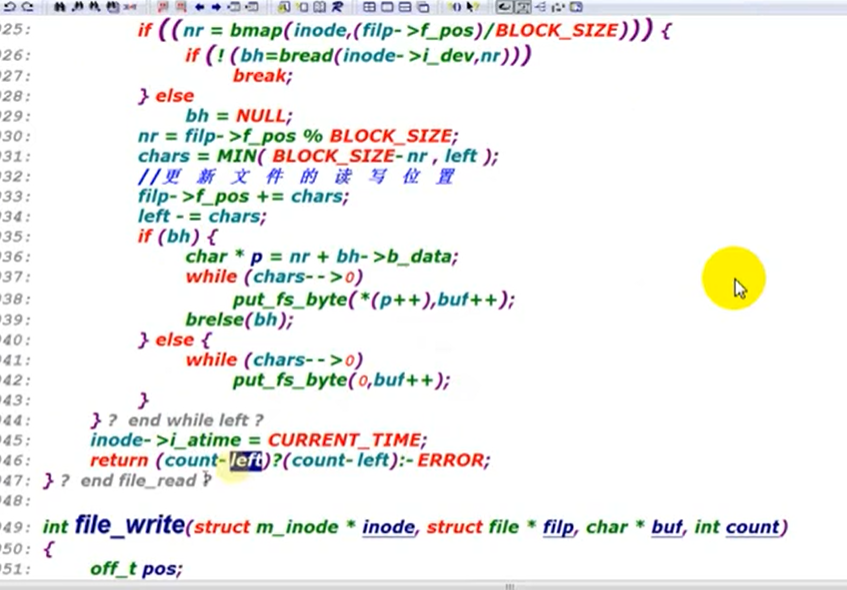 025: if ((nr = bmap(inode,(filp->f_pos)/BLOCK_SIZE))) {
026: if (!(bh=bread(inode->i_dev,nr)))
027: break;
028: } else
029: bh = NULL;
030: nr = filp->f_pos % BLOCK_SIZE;
031: chars = MIN( BLOCK_SIZE-nr , left );
032: //更 新 文 件 的 读 写 位 置
033: filp->f_pos += chars;
034: left -= chars;
035: if (bh) {
036: char * p = nr + bh->b_data;
037: while (chars-->0)
038: put_fs_byte(*(p++),buf++);
039: brelse(bh);
040: } else {
041: while (chars-->0)
042: put_fs_byte(0,buf++);
043: }
044: } ? end while left ?
045: inode->i_atime = CURRENT_TIME;
046: return (count-left)?(count-left):-ERROR;
047: } ? end file_read ?
048:
049: int file_write(struct m_inode * inode, struct file * filp, char * buf, int count)
050: {
051: off_t pos;